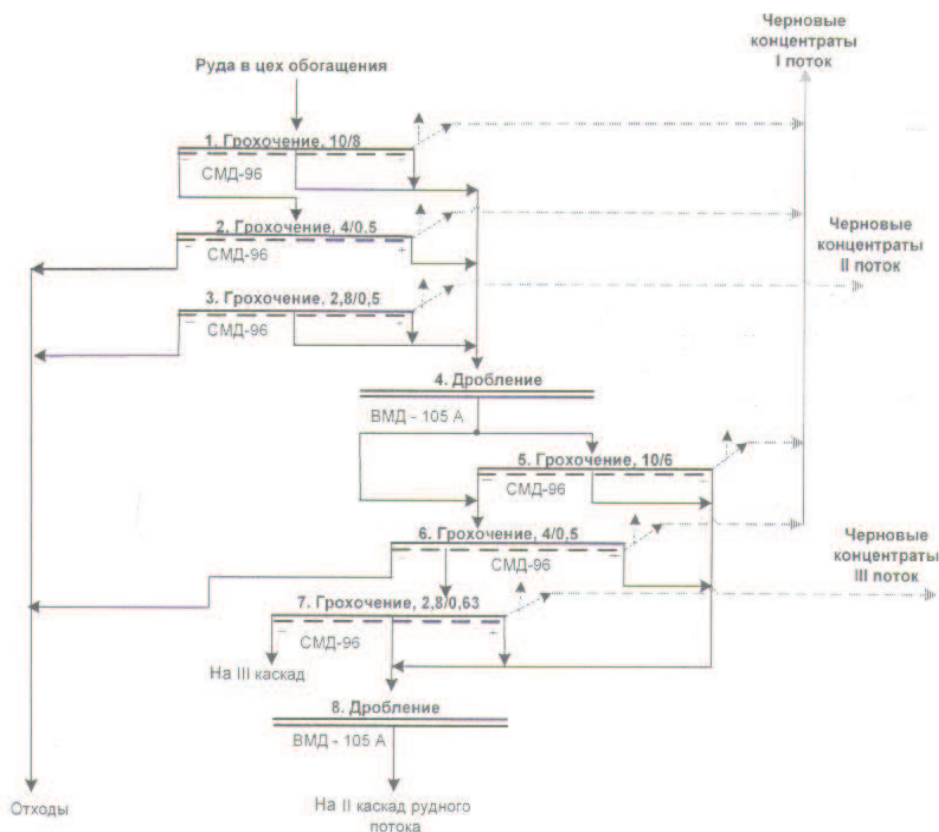 Черновые
концентраты
I поток
Руда в цех обогащения
1. Грохочение, 10/8
СМД-96
2. Грохочение, 4/0.5
СМД-96
Черновые
концентраты
II поток
3. Грохочение, 2,8/0,5
СМД-96
4. Дробление
ВМД - 105 А
5. Грохочение, 10/6
СМД-96
6. Грохочение, 4/0,5
СМД-96
Черновые
концентраты
III поток
7. Грохочение, 2,8/0,63
СМД-96
На III каскад
8. Дробление
ВМД - 105 А
Отходы
На II каскад рудного
потока